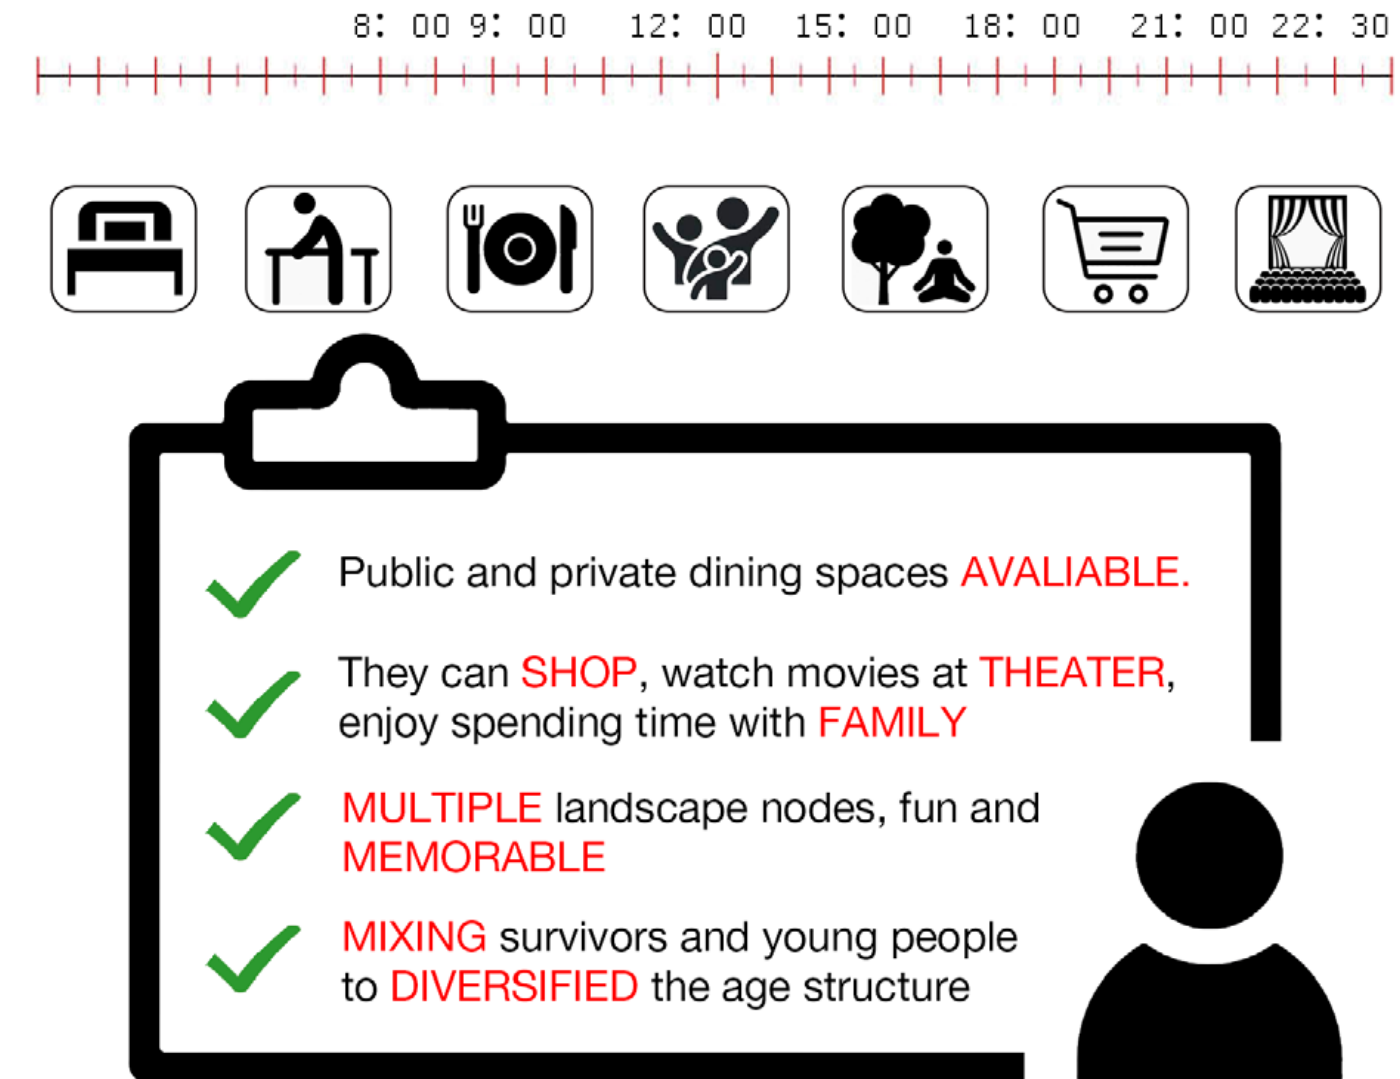 8: 00 9: 00 12: 00 15: 00 18: 00 21: 00 22: 30
Public and private dining spaces AVALIABLE.
They can SHOP, watch movies at THEATER,
enjoy spending time with FAMILY
MULTIPLE landscape nodes, fun and
MEMORABLE
MIXING survivors and young people
to DIVERSIFIED the age structure